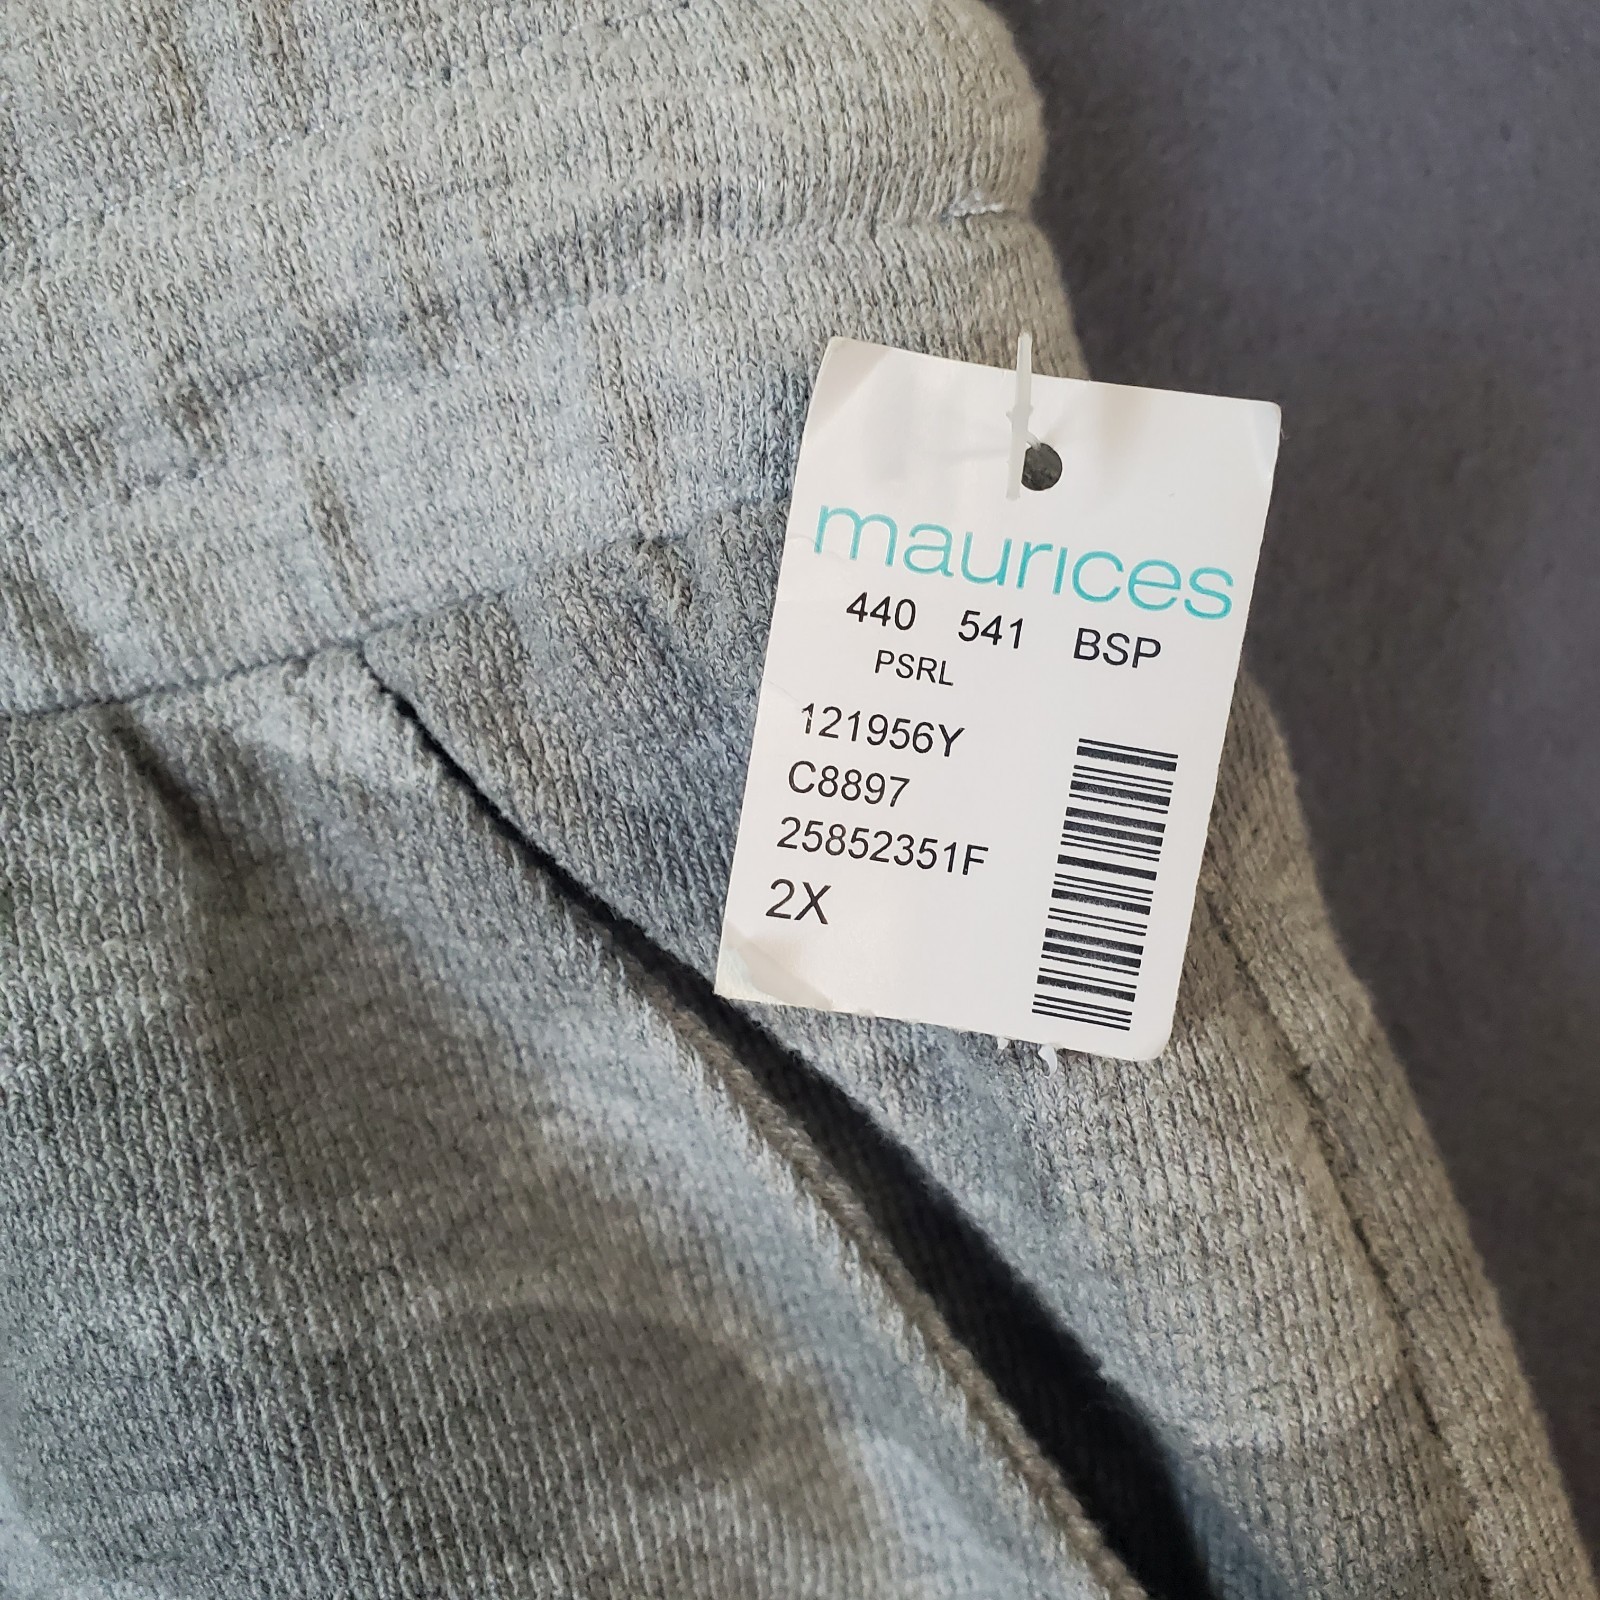 maurices
440 541 BSP
PSRL
121956Y
C8897
25852351F
2X